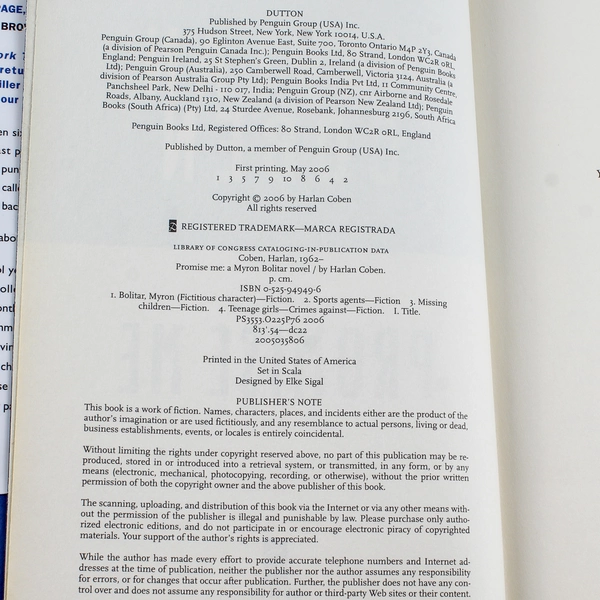 DUTTON
Published by Penguin Group (USA) Inc.
375 Hudson Street, New York, New York 10014, U.S.A.
Penguin Group (Canada), 90 Eglinton Avenue East, Suite 700, Toronto Ontario M4P 2Y3, Canada
(a division of Pearson Penguin Canada Inc.); Penguin Books Ltd, 80 Strand, London WC2R 0RL,
England; Penguin Ireland, 25 St Stephen's Green, Dublin 2, Ireland (a division of Penguin Books
Ltd); Penguin Group (Australia), 250 Camberwell Road, Camberwell, Victoria 3124, Australia (a
division of Pearson Australia Group Pty Ltd); Penguin Books India Pvt Ltd, 11 Community Centre,
Panchsheel Park, New Delhi - 110 017, India; Penguin Group (NZ), cnr Airborne and Rosedale
Roads, Albany, Auckland 1310, New Zealand (a division of Pearson New Zealand Ltd); Penguin
Books (South Africa) (Pty) Ltd, 24 Sturdee Avenue, Rosebank, Johannesburg 2196, South Africa
Penguin Books Ltd, Registered Offices: 80 Strand, London WC2R 0RL, England
Published by Dutton, a member of Penguin Group (USA) Inc.
First printing, May 2006
1 3 5 7 9 10 8 6 4 2
Copyright © 2006 by Harlan Coben
All rights reserved
REGISTERED TRADEMARK—MARCA REGISTRADA
LIBRARY OF CONGRESS CATALOGING-IN-PUBLICATION DATA
Coben, Harlan, 1962–
Promise me: a Myron Bolitar novel / by Harlan Coben.
p. cm.
ISBN 0-525-94949-6
1. Bolitar, Myron (Fictitious character)—Fiction. 2. Sports agents—Fiction 3. Missing
children—Fiction. 4. Teenage girls—Crimes against—Fiction. I. Title.
PS3553.O225P76 2006
813'.54—dc22
2005035806
Printed in the United States of America
Set in Scala
Designed by Elke Sigal
PUBLISHER'S NOTE
This book is a work of fiction. Names, characters, places, and incidents either are the product of the
author's imagination or are used fictitiously, and any resemblance to actual persons, living or dead,
business establishments, events, or locales is entirely coincidental.
Without limiting the rights under copyright reserved above, no part of this publication may be re-
produced, stored in or introduced into a retrieval system, or transmitted, in any form, or by any
means (electronic, mechanical, photocopying, recording, or otherwise), without the prior written
permission of both the copyright owner and the above publisher of this book.
The scanning, uploading, and distribution of this book via the Internet or via any other means with-
out the permission of the publisher is illegal and punishable by law. Please purchase only autho-
rized electronic editions, and do not participate in or encourage electronic piracy of copyrighted
materials. Your support of the author's rights is appreciated.
While the author has made every effort to provide accurate telephone numbers and Internet ad-
dresses at the time of publication, neither the publisher nor the author assumes any responsibility
for errors, or for changes that occur after publication. Further, the publisher does not have any con-
trol over and does not assume any responsibility for author or third-party Web sites or their content.